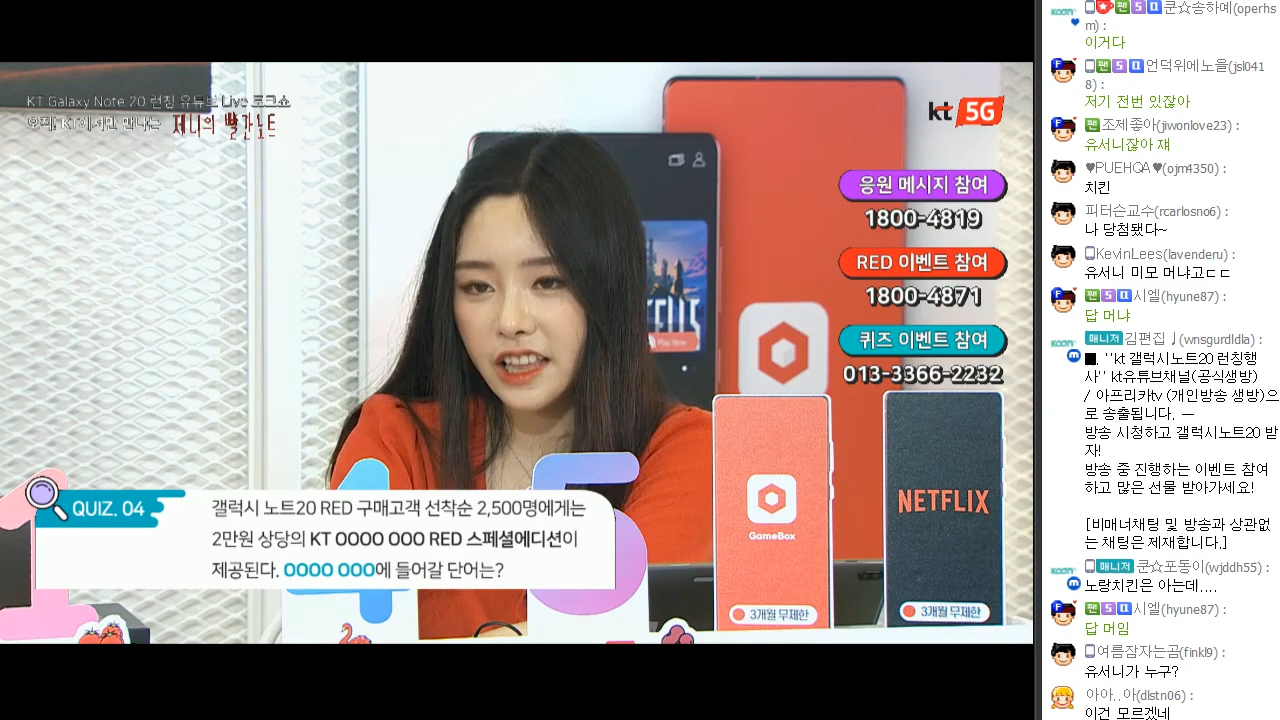 KT Galaxy Note 20 런칭 유튜브 Live 토크쇼
오직! KT에서만 만나는 제니의 빨간노트
kt 5G
응원 메시지 참여
1800-4819
RED 이벤트 참여
1800-4871
퀴즈 이벤트 참여
013-3366-2232
Play Now
GameBox
3개월 무제한
NETFLIX
3개월 무제한
QUIZ. 04
갤럭시 노트20 RED 구매고객 선착순 2,500명에게는
2만원 상당의 KT OOOO OOO RED 스페셜에디션이
제공된다. OOOO OOO에 들어갈 단어는?
1
4
5
팬 S Q 쿤☆송하예(operhs
m) :
이거다
팬 S Q 언덕위에노을(jsl041
8) :
저기 전번 있잖아
팬 조제좋아(jiwonlove23) :
유서니잖아 쟤
♥PUEHQA♥(ojm4350) :
치킨
피터슨교수(rcarlosno6) :
나 당첨됐다~
KevinLees(lavenderu) :
유서니 미모 머냐고ㄷㄷ
팬 S Q 시엘(hyune87) :
답 머냐
매니저 김편집♩(wnsgurdldla) :
■. ''kt 갤럭시노트20 런칭행
사'' kt유튜브채널(공식생방)
/ 아프리카tv (개인방송 생방)으
로 송출됩니다. ㅡ
방송 시청하고 갤럭시노트20 받
자!
방송 중 진행하는 이벤트 참여
하고 많은 선물 받아가세요!
[비매너채팅 및 방송과 상관없
는 채팅은 제재합니다.]
매니저 쿤☆포동이(wjddh55) :
노랑치킨은 아는데....
팬 S Q 시엘(hyune87) :
답 머임
여름잠자는곰(finkl9) :
유서니가 누구?
아아..아(dlstn06) :
이건 모르겠네